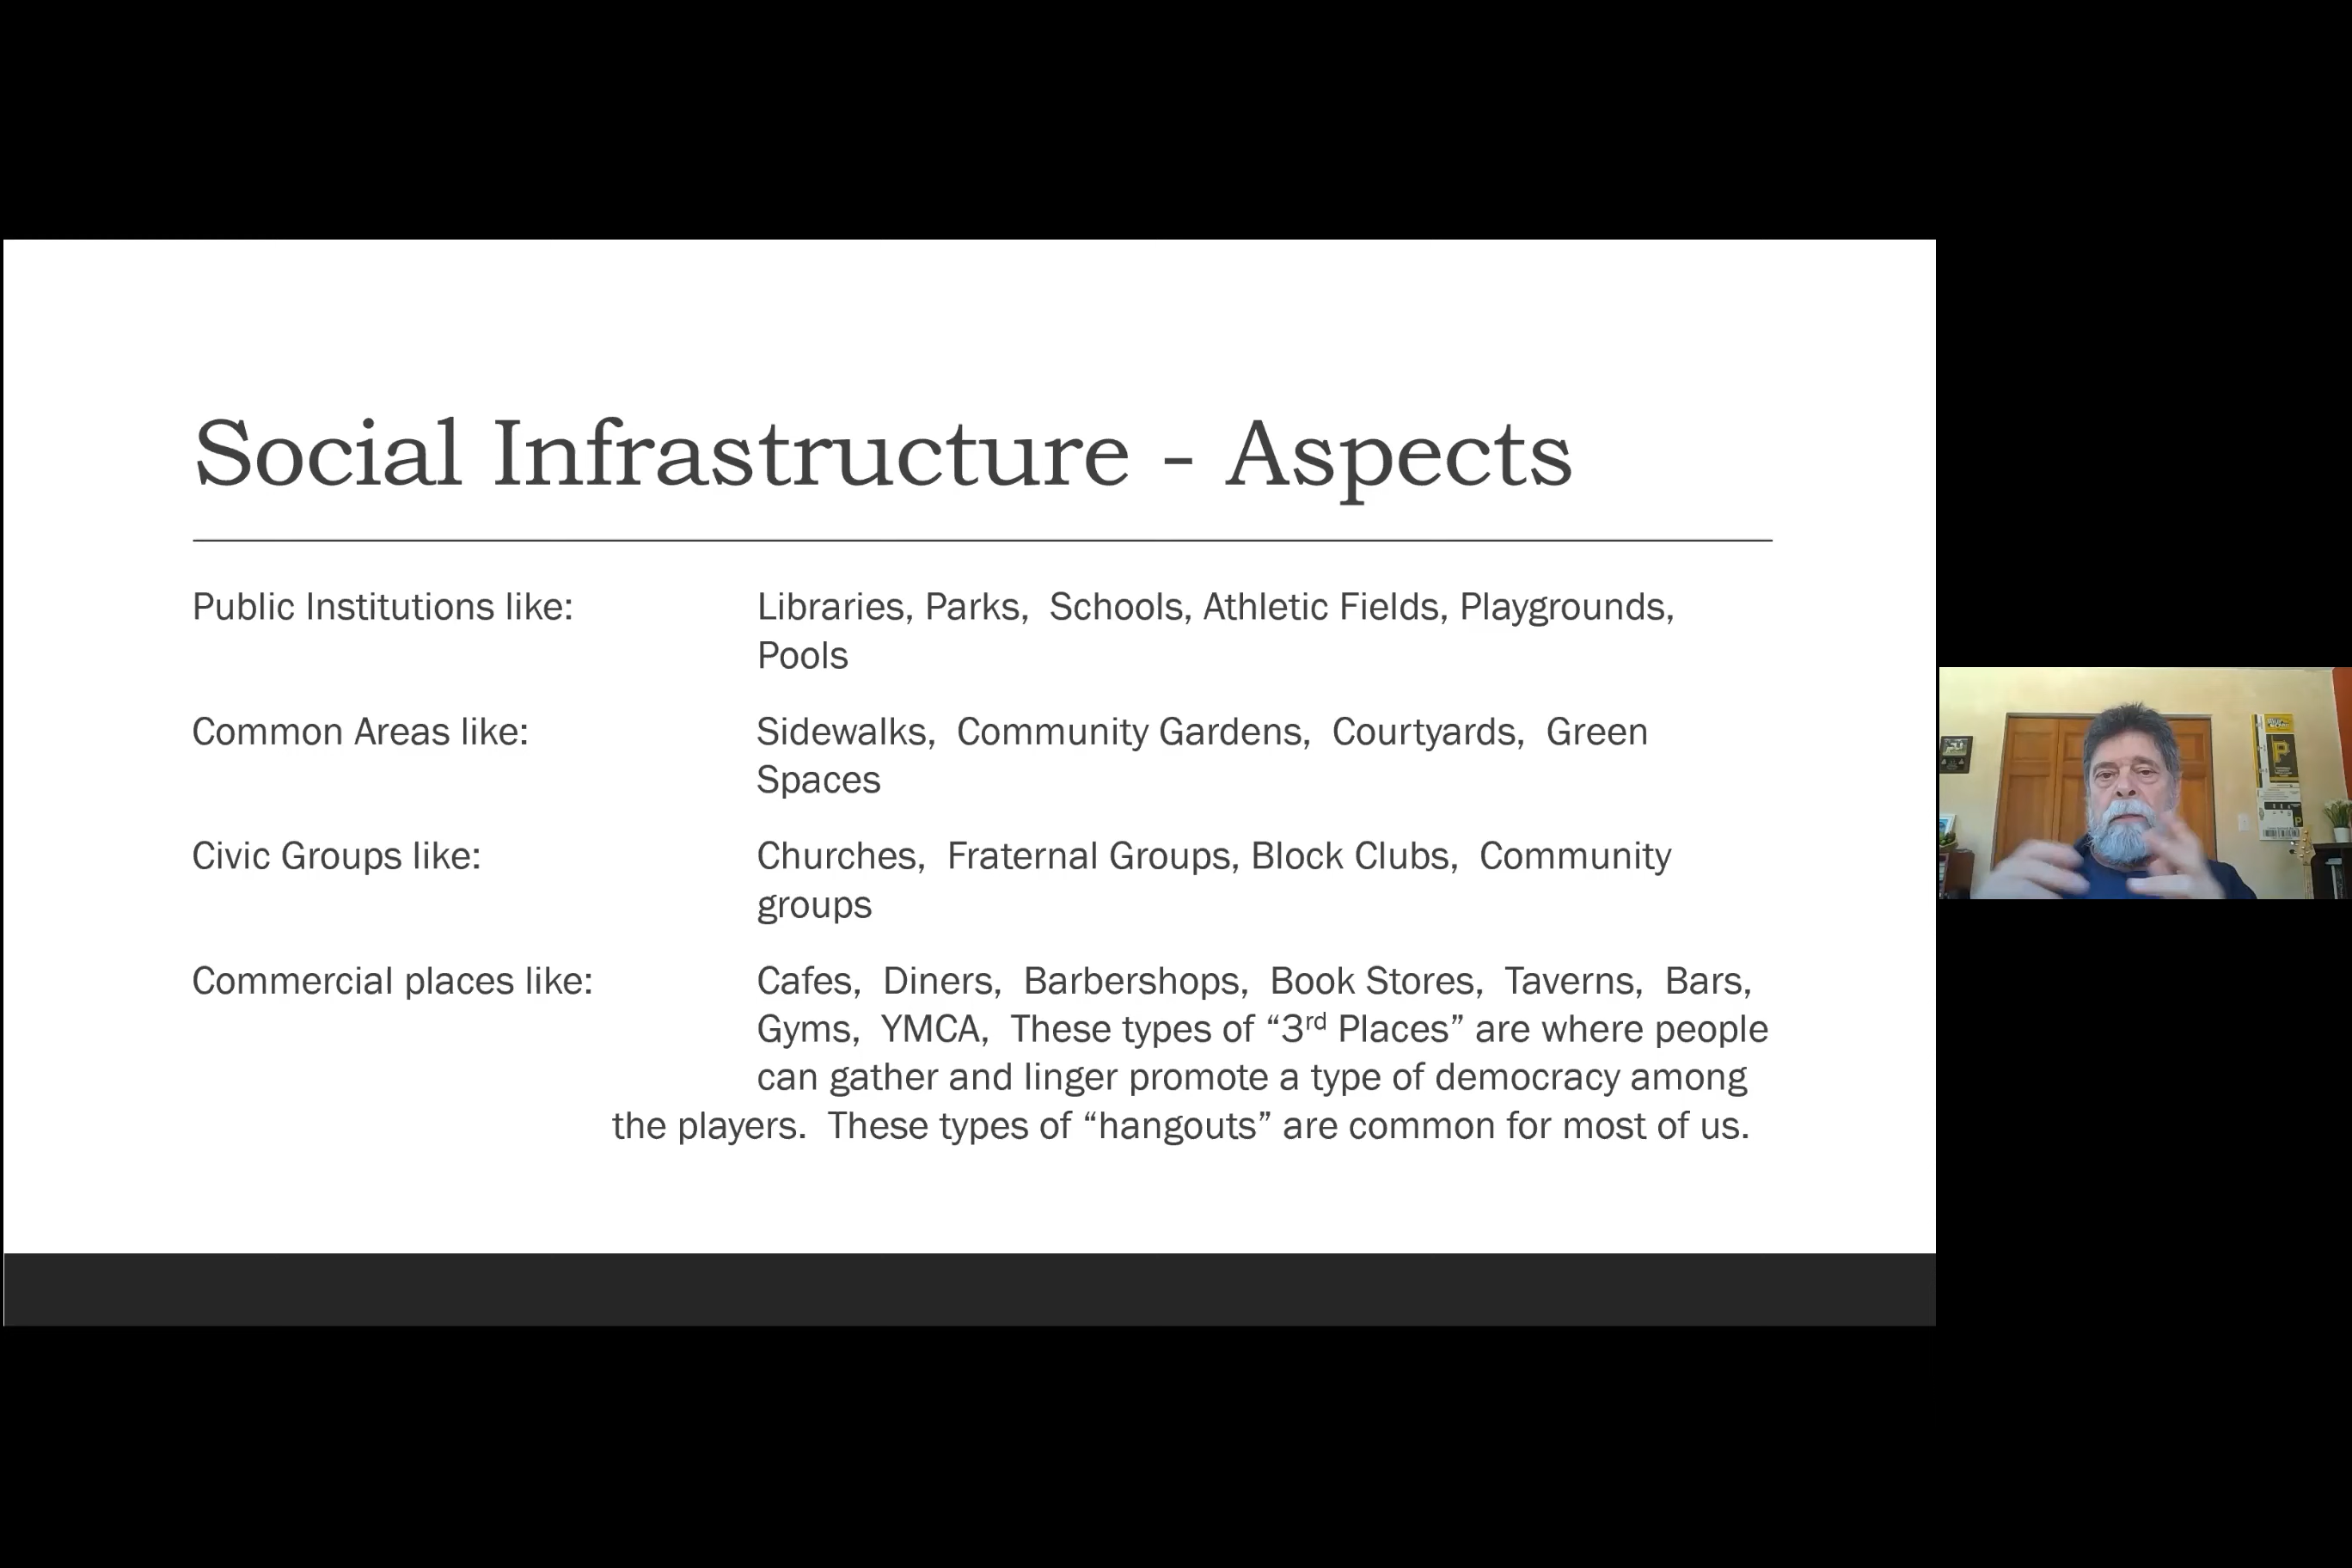 Social Infrastructure - Aspects
Public Institutions like: Libraries, Parks, Schools, Athletic Fields, Playgrounds,
Pools
Common Areas like: Sidewalks, Community Gardens, Courtyards, Green
Spaces
Civic Groups like: Churches, Fraternal Groups, Block Clubs, Community
groups
Commercial places like: Cafes, Diners, Barbershops, Book Stores, Taverns, Bars,
Gyms, YMCA, These types of “3rd Places” are where people
can gather and linger promote a type of democracy among
the players. These types of “hangouts” are common for most of us.
P